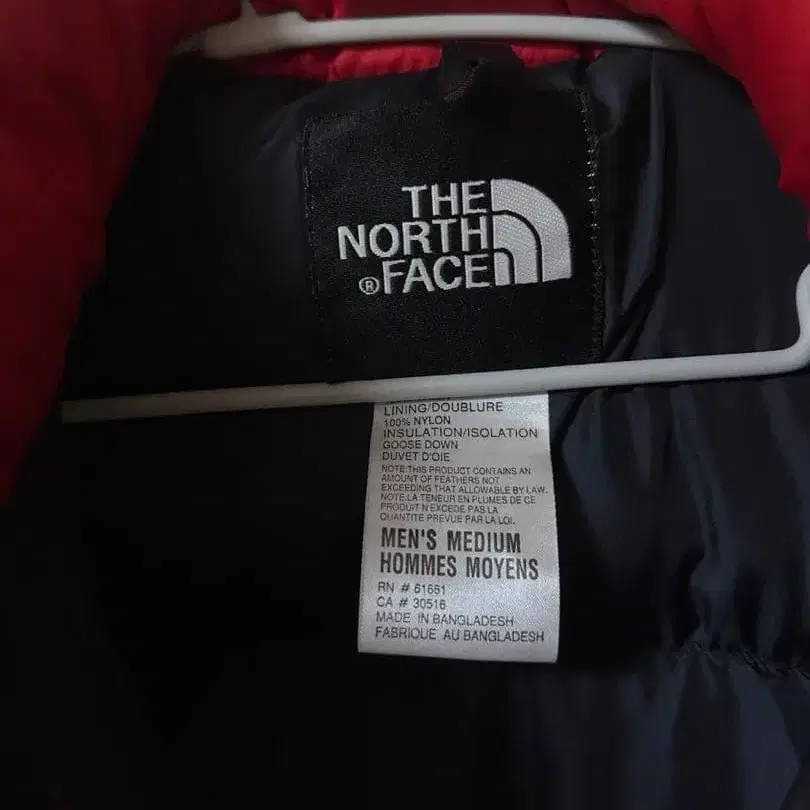 THE
NORTH
® FACE
LINING/DOUBLURE
100% NYLON
INSULATION/ISOLATION
GOOSE DOWN
DUVET D'OIE
NOTE:THIS PRODUCT CONTAINS AN
AMOUNT OF FEATHERS NOT
EXCEEDING THAT ALLOWABLE BY LAW.
NOTE:LA TENEUR EN PLUMES DE CE
PRODUIT N'EXCEDE PAS LA
QUANTITE PREVUE PAR LA LOI.
MEN'S MEDIUM
HOMMES MOYENS
RN # 61661
CA # 30516
MADE IN BANGLADESH
FABRIQUE AU BANGLADESH